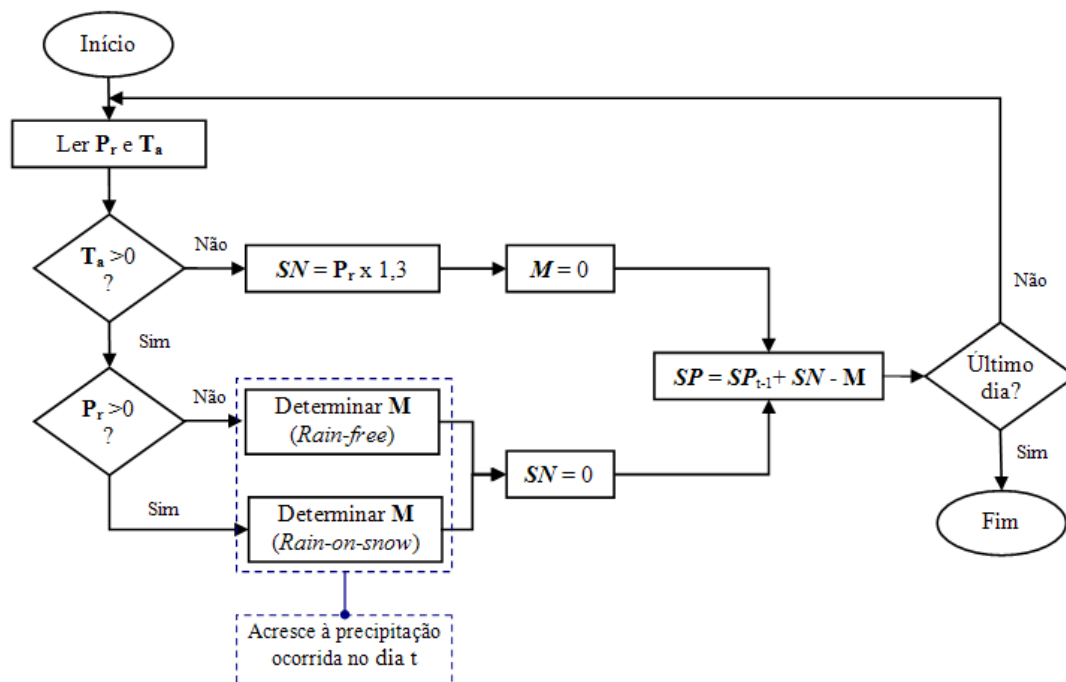 Início
Ler Pr e Ta
Ta >0
?
Não
SN = Pr x 1,3
M = 0
Não
Sim
SP = SPt-1+ SN - M
Último
dia?
Pr >0
?
Não
Determinar M
(Rain-free)
SN = 0
Sim
Sim
Determinar M
(Rain-on-snow)
Fim
Acresce à precipitação
ocorrida no dia t